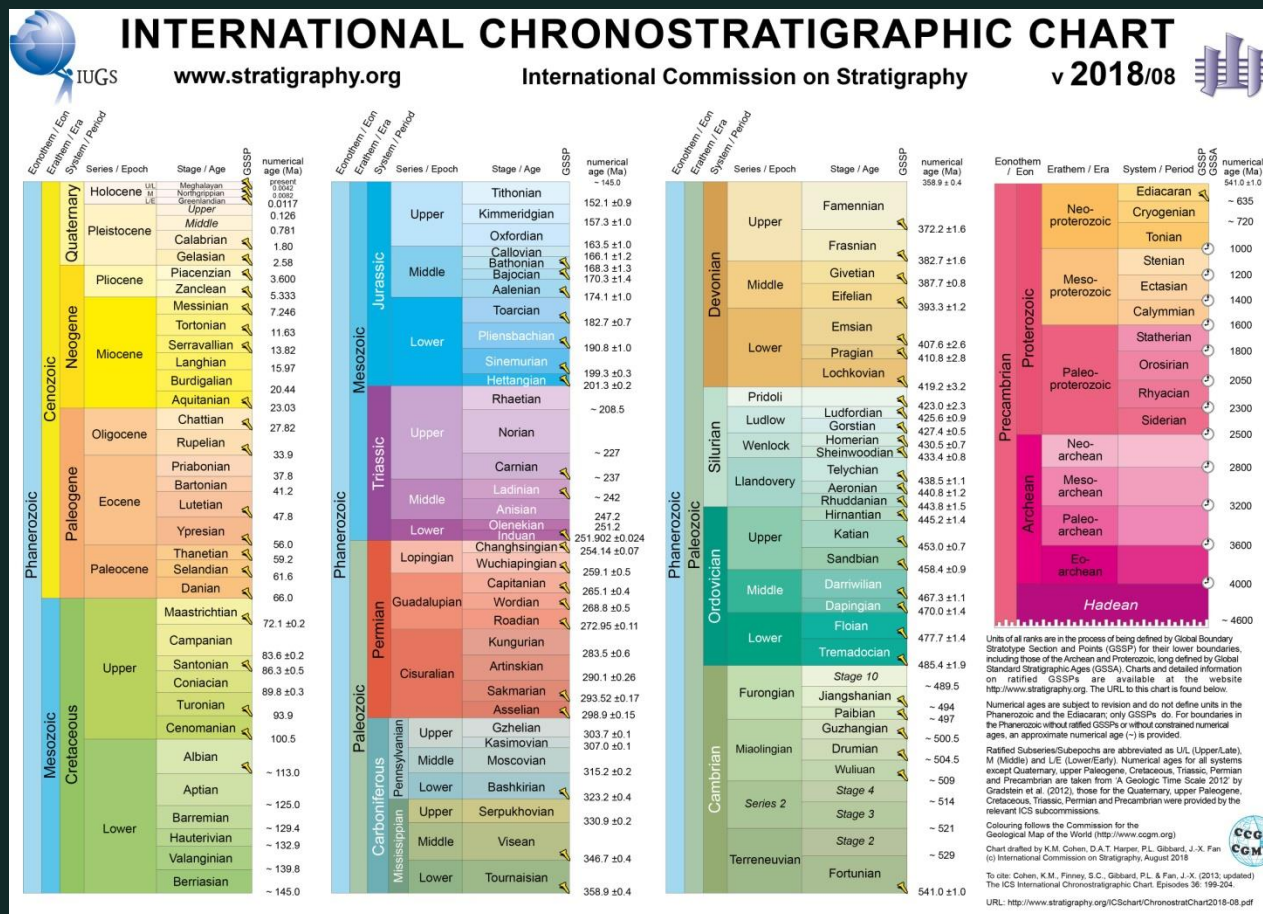 INTERNATIONAL CHRONOSTRATIGRAPHIC CHART
IUGS
www.stratigraphy.org
International Commission on Stratigraphy
v 2018/08
Eonothem / Eon
Erathem / Era
System / Period
Series / Epoch
Stage / Age
GSSP
numerical age (Ma)
Phanerozoic
Cenozoic
Quaternary
Holocene
U/L Meghalayan
M Northgrippian
L/E Greenlandian
present
0.0042
0.0082
0.0117
Pleistocene
Upper
0.126
Middle
0.781
Calabrian
1.80
Gelasian
2.58
Neogene
Pliocene
Piacenzian
3.600
Zanclean
5.333
Miocene
Messinian
7.246
Tortonian
11.63
Serravallian
13.82
Langhian
15.97
Burdigalian
20.44
Aquitanian
23.03
Paleogene
Oligocene
Chattian
27.82
Rupelian
33.9
Eocene
Priabonian
37.8
Bartonian
41.2
Lutetian
47.8
Ypresian
56.0
Paleocene
Thanetian
59.2
Selandian
61.6
Danian
66.0
Mesozoic
Cretaceous
Upper
Maastrichtian
72.1 ±0.2
Campanian
83.6 ±0.2
Santonian
86.3 ±0.5
Coniacian
89.8 ±0.3
Turonian
93.9
Cenomanian
100.5
Lower
Albian
~ 113.0
Aptian
~ 125.0
Barremian
~ 129.4
Hauterivian
~ 132.9
Valanginian
~ 139.8
Berriasian
~ 145.0
Eonothem / Eon
Erathem / Era
System / Period
Series / Epoch
Stage / Age
GSSP
numerical age (Ma)
Phanerozoic
Mesozoic
Jurassic
~ 145.0
Upper
Tithonian
152.1 ±0.9
Kimmeridgian
157.3 ±1.0
Oxfordian
163.5 ±1.0
Middle
Callovian
166.1 ±1.2
Bathonian
168.3 ±1.3
Bajocian
170.3 ±1.4
Aalenian
174.1 ±1.0
Lower
Toarcian
182.7 ±0.7
Pliensbachian
190.8 ±1.0
Sinemurian
199.3 ±0.3
Hettangian
201.3 ±0.2
Triassic
Upper
Rhaetian
~ 208.5
Norian
~ 227
Carnian
~ 237
Middle
Ladinian
~ 242
Anisian
247.2
Lower
Olenekian
251.2
Induan
251.902 ±0.024
Paleozoic
Permian
Lopingian
Changhsingian
254.14 ±0.07
Wuchiapingian
259.1 ±0.5
Guadalupian
Capitanian
265.1 ±0.4
Wordian
268.8 ±0.5
Roadian
272.95 ±0.11
Cisuralian
Kungurian
283.5 ±0.6
Artinskian
290.1 ±0.26
Sakmarian
293.52 ±0.17
Asselian
298.9 ±0.15
Carboniferous
Pennsylvanian
Upper
Gzhelian
303.7 ±0.1
Kasimovian
307.0 ±0.1
Middle
Moscovian
315.2 ±0.2
Lower
Bashkirian
323.2 ±0.4
Mississippian
Upper
Serpukhovian
330.9 ±0.2
Middle
Visean
346.7 ±0.4
Lower
Tournaisian
358.9 ±0.4
Eonothem / Eon
Erathem / Era
System / Period
Series / Epoch
Stage / Age
GSSP
numerical age (Ma)
Phanerozoic
Paleozoic
Devonian
358.9 ± 0.4
Upper
Famennian
372.2 ±1.6
Frasnian
382.7 ±1.6
Middle
Givetian
387.7 ±0.8
Eifelian
393.3 ±1.2
Lower
Emsian
407.6 ±2.6
Pragian
410.8 ±2.8
Lochkovian
419.2 ±3.2
Silurian
Pridoli
423.0 ±2.3
Ludlow
Ludfordian
425.6 ±0.9
Gorstian
427.4 ±0.5
Wenlock
Homerian
430.5 ±0.7
Sheinwoodian
433.4 ±0.8
Llandovery
Telychian
438.5 ±1.1
Aeronian
440.8 ±1.2
Rhuddanian
443.8 ±1.5
Ordovician
Upper
Hirnantian
445.2 ±1.4
Katian
453.0 ±0.7
Sandbian
458.4 ±0.9
Middle
Darriwilian
467.3 ±1.1
Dapingian
470.0 ±1.4
Lower
Floian
477.7 ±1.4
Tremadocian
485.4 ±1.9
Cambrian
Furongian
Stage 10
~ 489.5
Jiangshanian
~ 494
Paibian
~ 497
Miaolingian
Guzhangian
~ 500.5
Drumian
~ 504.5
Wuliuan
~ 509
Series 2
Stage 4
~ 514
Stage 3
~ 521
Terreneuvian
Stage 2
~ 529
Fortunian
541.0 ±1.0
Eonothem / Eon
Erathem / Era
System / Period
GSSP
GSSA
numerical age (Ma)
541.0 ±1.0
Precambrian
Proterozoic
Neo-proterozoic
Ediacaran
~ 635
Cryogenian
~ 720
Tonian
1000
Meso-proterozoic
Stenian
1200
Ectasian
1400
Calymmian
1600
Paleo-proterozoic
Statherian
1800
Orosirian
2050
Rhyacian
2300
Siderian
2500
Archean
Neo-archean
2800
Meso-archean
3200
Paleo-archean
3600
Eo-archean
4000
Hadean
~ 4600
Units of all ranks are in the process of being defined by Global Boundary
Stratotype Section and Points (GSSP) for their lower boundaries,
including those of the Archean and Proterozoic, long defined by Global
Standard Stratigraphic Ages (GSSA). Charts and detailed information
on ratified GSSPs are available at the website
http://www.stratigraphy.org. The URL to this chart is found below.
Numerical ages are subject to revision and do not define units in the
Phanerozoic and the Ediacaran; only GSSPs do. For boundaries in
the Phanerozoic without ratified GSSPs or without constrained numerical
ages, an approximate numerical age (~) is provided.
Ratified Subseries/Subepochs are abbreviated as U/L (Upper/Late),
M (Middle) and L/E (Lower/Early). Numerical ages for all systems
except Quaternary, upper Paleogene, Cretaceous, Triassic, Permian
and Precambrian are taken from 'A Geologic Time Scale 2012' by
Gradstein et al. (2012), those for the Quaternary, upper Paleogene,
Cretaceous, Triassic, Permian and Precambrian were provided by the
relevant ICS subcommissions.
Colouring follows the Commission for the
Geological Map of the World (http://www.ccgm.org)
Chart drafted by K.M. Cohen, D.A.T. Harper, P.L. Gibbard, J.-X. Fan
(c) International Commission on Stratigraphy, August 2018
CCG
CGM
To cite: Cohen, K.M., Finney, S.C., Gibbard, P.L. & Fan, J.-X. (2013; updated)
The ICS International Chronostratigraphic Chart. Episodes 36: 199-204.
URL: http://www.stratigraphy.org/ICSchart/ChronostratChart2018-08.pdf